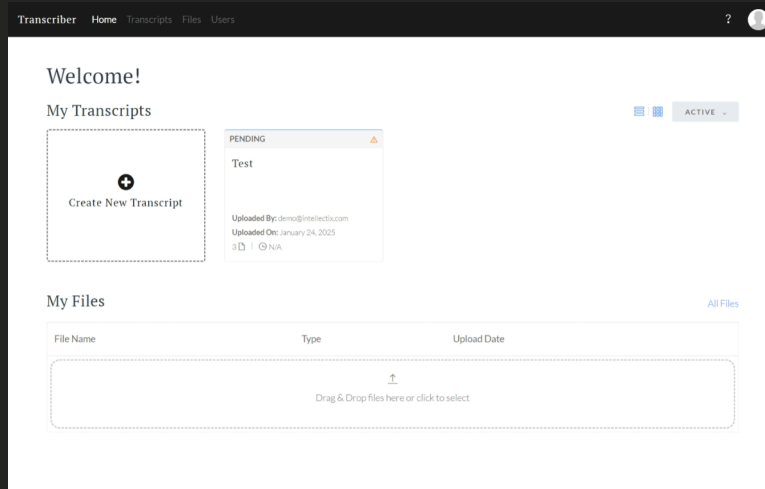 Transcriber Home Transcripts Files Users ?
Welcome!
My Transcripts
ACTIVE
PENDING
Test
Create New Transcript
Uploaded By: demo@intellectix.com
Uploaded On: January 24, 2025
3 | N/A
My Files
All Files
File Name Type Upload Date
Drag & Drop files here or click to select